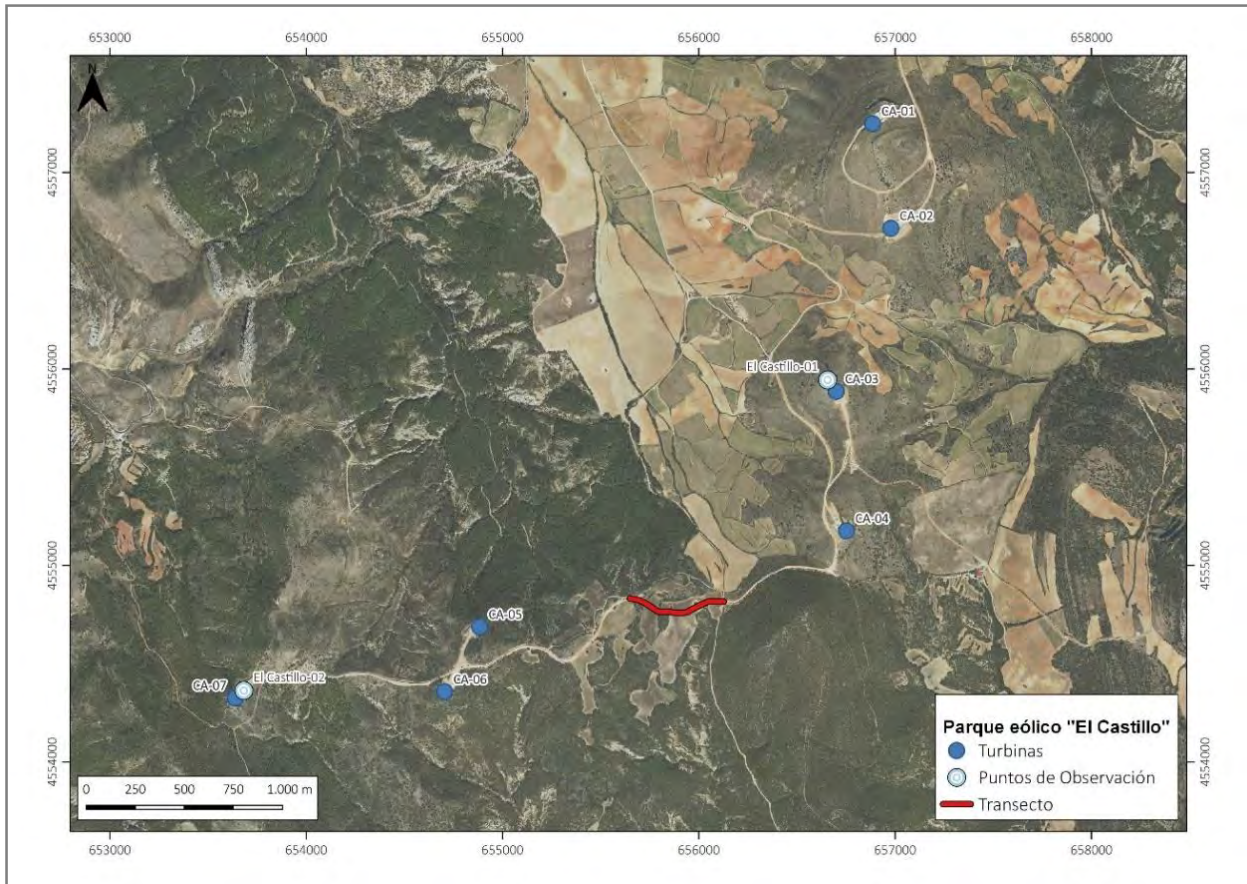 653000 654000 655000 656000 657000 658000
N
CA-01
4557000 4557000
CA-02
4556000 4556000
El Castillo-01
CA-03
CA-04
4555000 4555000
CA-05
CA-07 El Castillo-02 CA-06
4554000 4554000
Parque eólico "El Castillo"
Turbinas
Puntos de Observación
Transecto
0 250 500 750 1.000 m
653000 654000 655000 656000 657000 658000